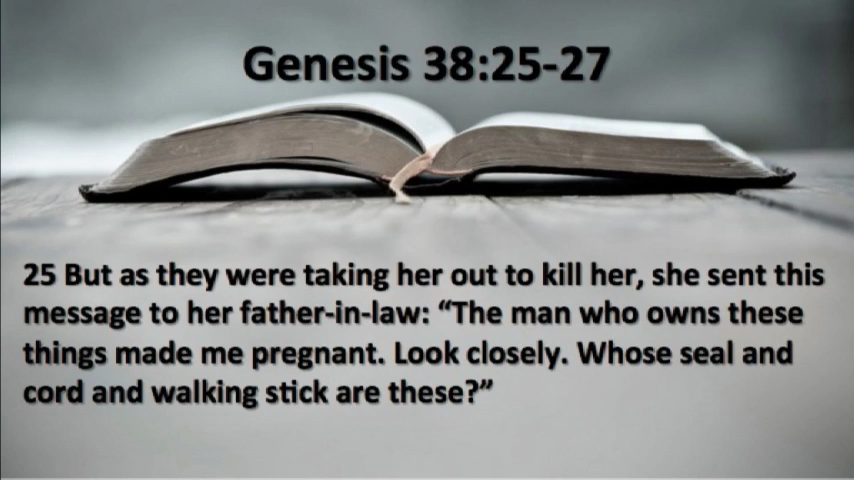 Genesis 38:25-27
25 But as they were taking her out to kill her, she sent this
message to her father-in-law: “The man who owns these
things made me pregnant. Look closely. Whose seal and
cord and walking stick are these?”